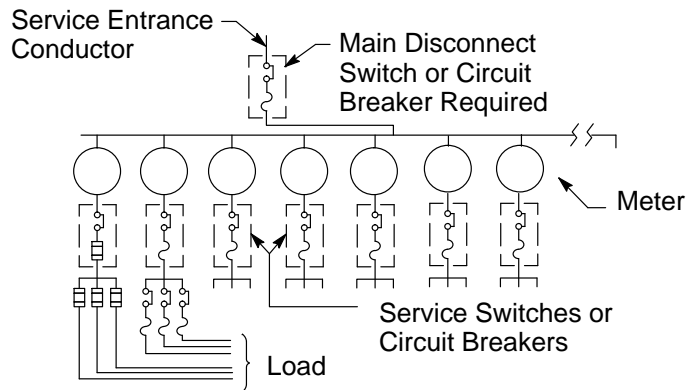 Service Entrance
Conductor
Main Disconnect
Switch or Circuit
Breaker Required
Meter
Service Switches or
Circuit Breakers
Load